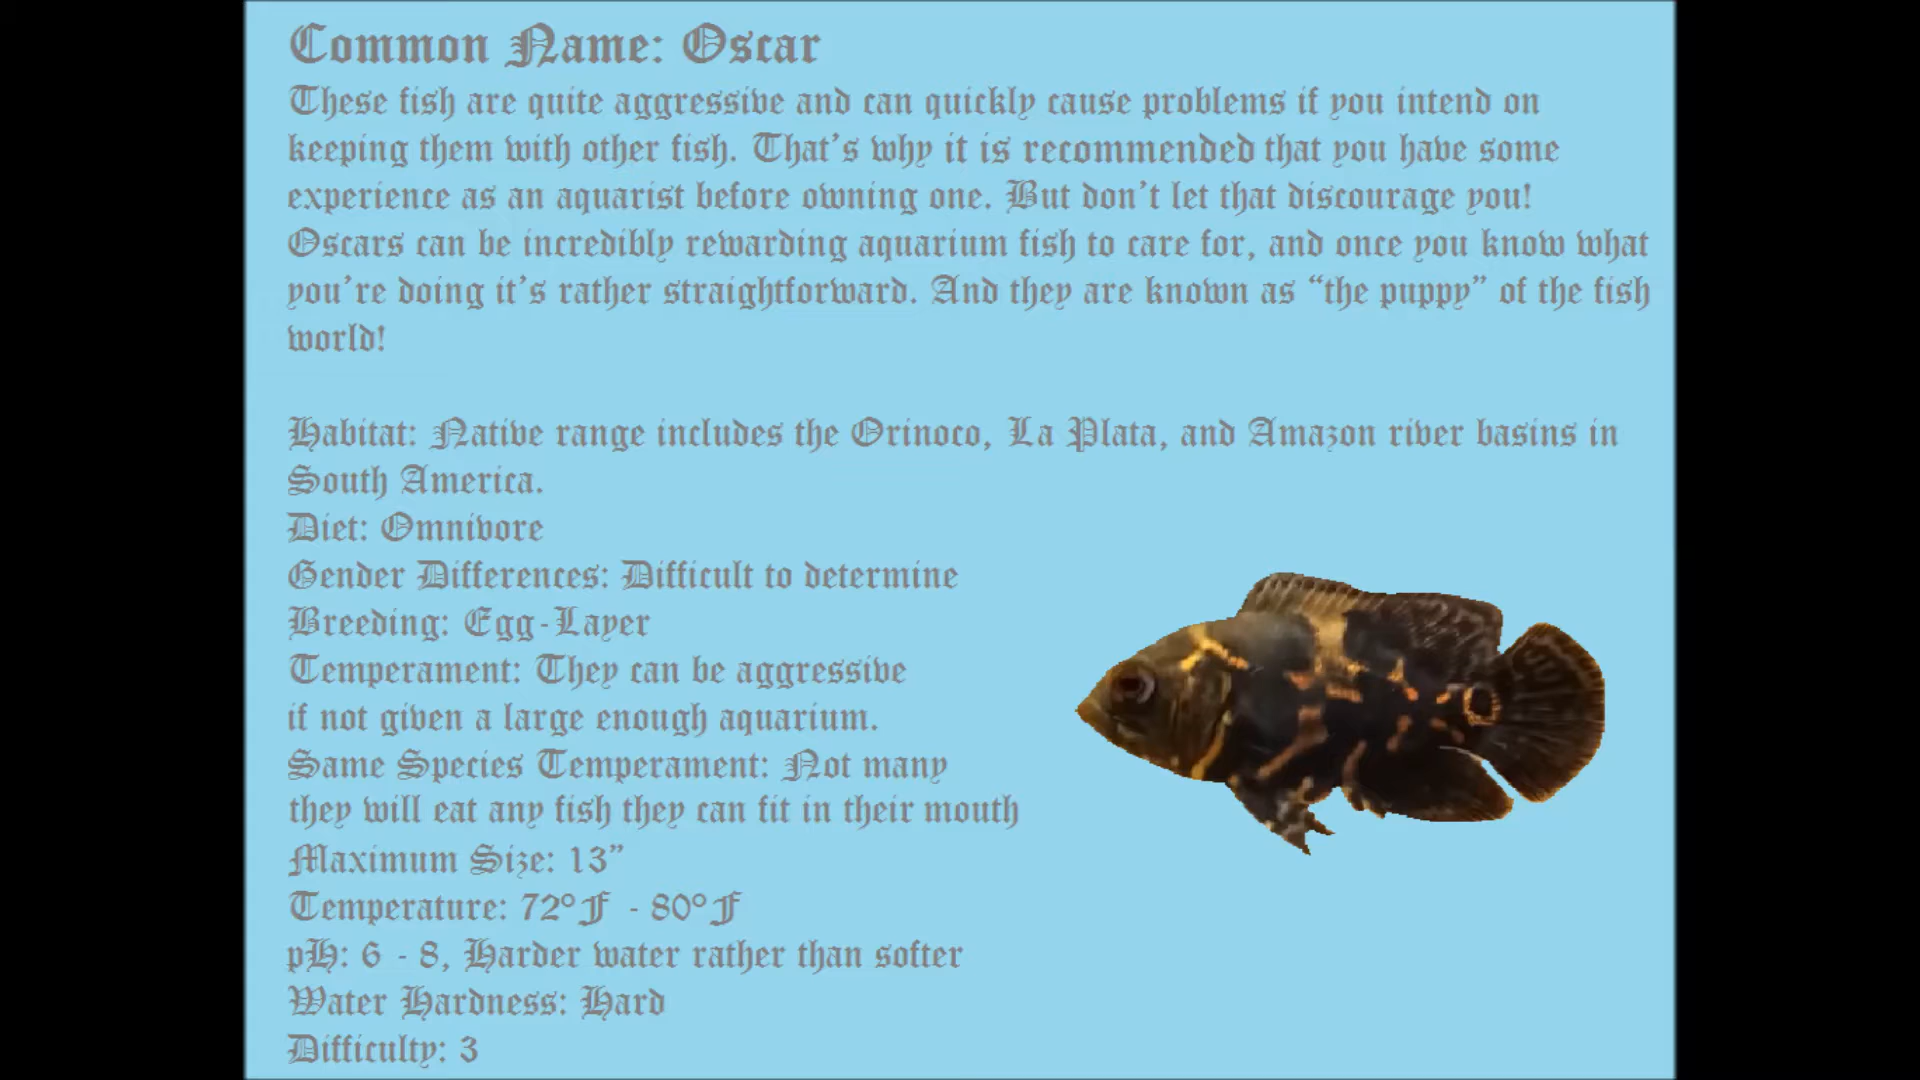 Common Name: Oscar
These fish are quite aggressive and can quickly cause problems if you intend on
keeping them with other fish. That’s why it is recommended that you have some
experience as an aquarist before owning one. But don’t let that discourage you!
Oscars can be incredibly rewarding aquarium fish to care for, and once you know what
you’re doing it’s rather straightforward. And they are known as “the puppy” of the fish
world!
Habitat: Native range includes the Orinoco, La Plata, and Amazon river basins in
South America.
Diet: Omnivore
Gender Differences: Difficult to determine
Breeding: Egg-Layer
Temperament: They can be aggressive
if not given a large enough aquarium.
Same Species Temperament: Not many
they will eat any fish they can fit in their mouth
Maximum Size: 13”
Temperature: 72°F - 80°F
pH: 6 - 8, Harder water rather than softer
Water Hardness: Hard
Difficulty: 3